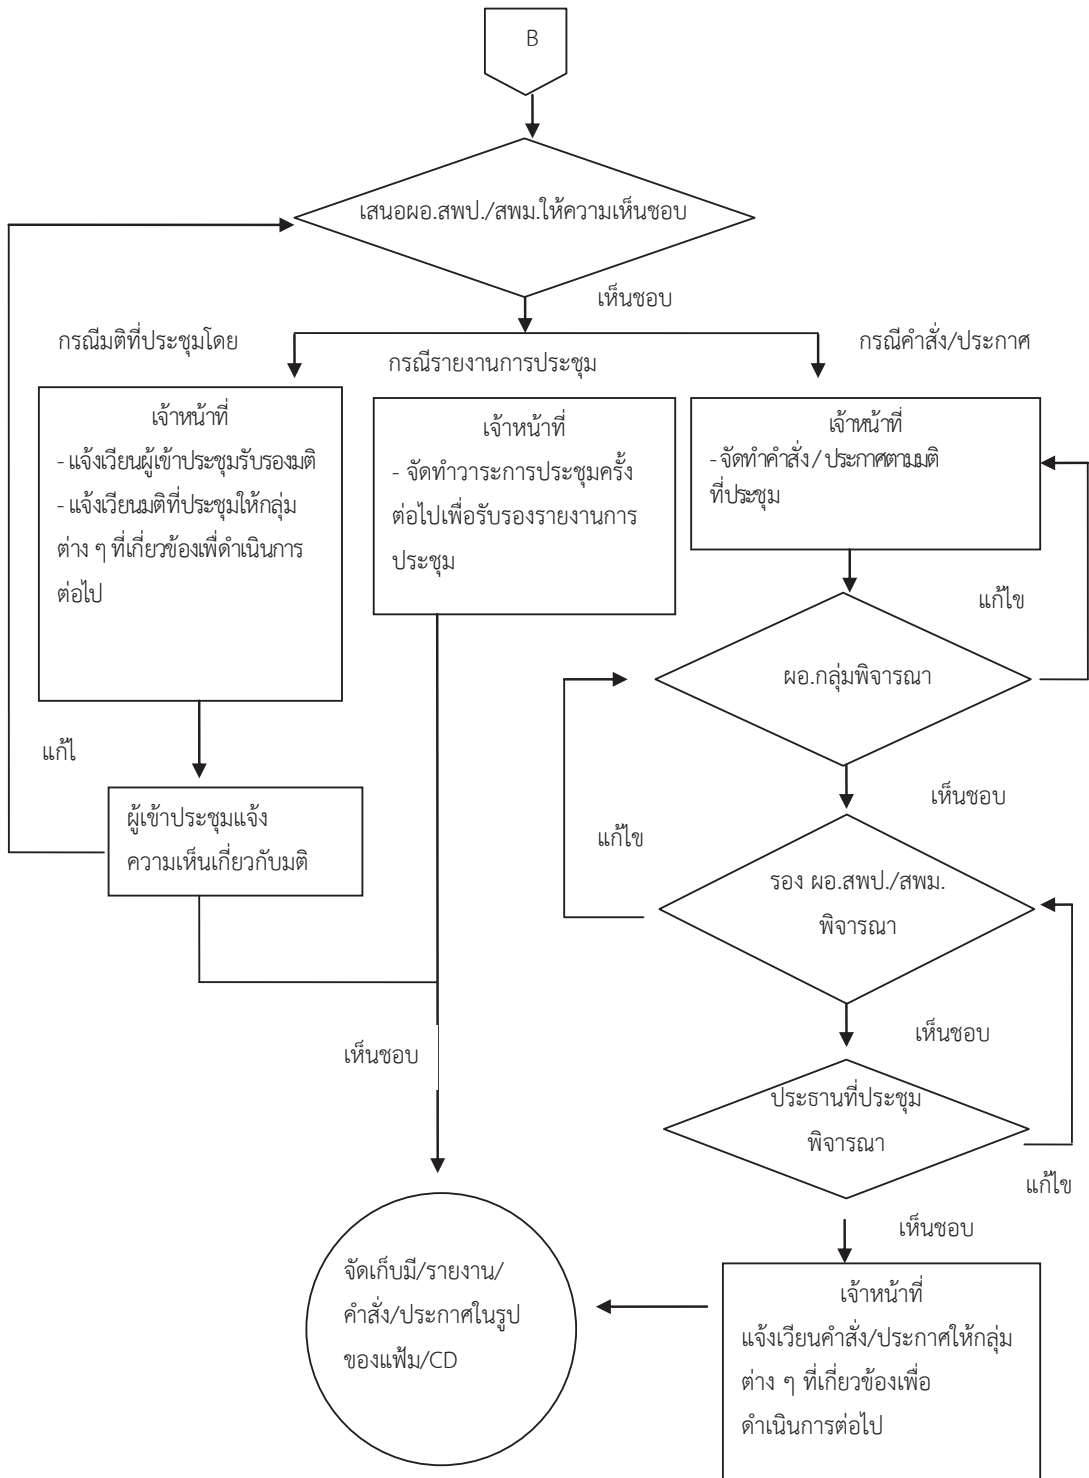 B
เสนอผอ.สพป./สพม.ให้ความเห็นชอบ
เห็นชอบ
กรณีมติที่ประชุมโดย
กรณีรายงานการประชุม
กรณีคำสั่ง/ประกาศ
เจ้าหน้าที่
- แจ้งเวียนผู้เข้าประชุมรับรองมติ
- แจ้งเวียนมติที่ประชุมให้กลุ่ม
ต่าง ๆ ที่เกี่ยวข้องเพื่อดำเนินการ
ต่อไป
เจ้าหน้าที่
- จัดทำวาระการประชุมครั้ง
ต่อไปเพื่อรับรองรายงานการ
ประชุม
เจ้าหน้าที่
- จัดทำคำสั่ง / ประกาศตามมติ
ที่ประชุม
แก้ไข
ผอ.กลุ่มพิจารณา
แก้ไ
เห็นชอบ
ผู้เข้าประชุมแจ้ง
ความเห็นเกี่ยวกับมติ
แก้ไข
รอง ผอ.สพป./สพม.
พิจารณา
เห็นชอบ
เห็นชอบ
ประธานที่ประชุม
พิจารณา
แก้ไข
เห็นชอบ
จัดเก็บมี/รายงาน/
คำสั่ง/ประกาศในรูป
ของแฟ้ม/CD
เจ้าหน้าที่
แจ้งเวียนคำสั่ง/ประกาศให้กลุ่ม
ต่าง ๆ ที่เกี่ยวข้องเพื่อ
ดำเนินการต่อไป